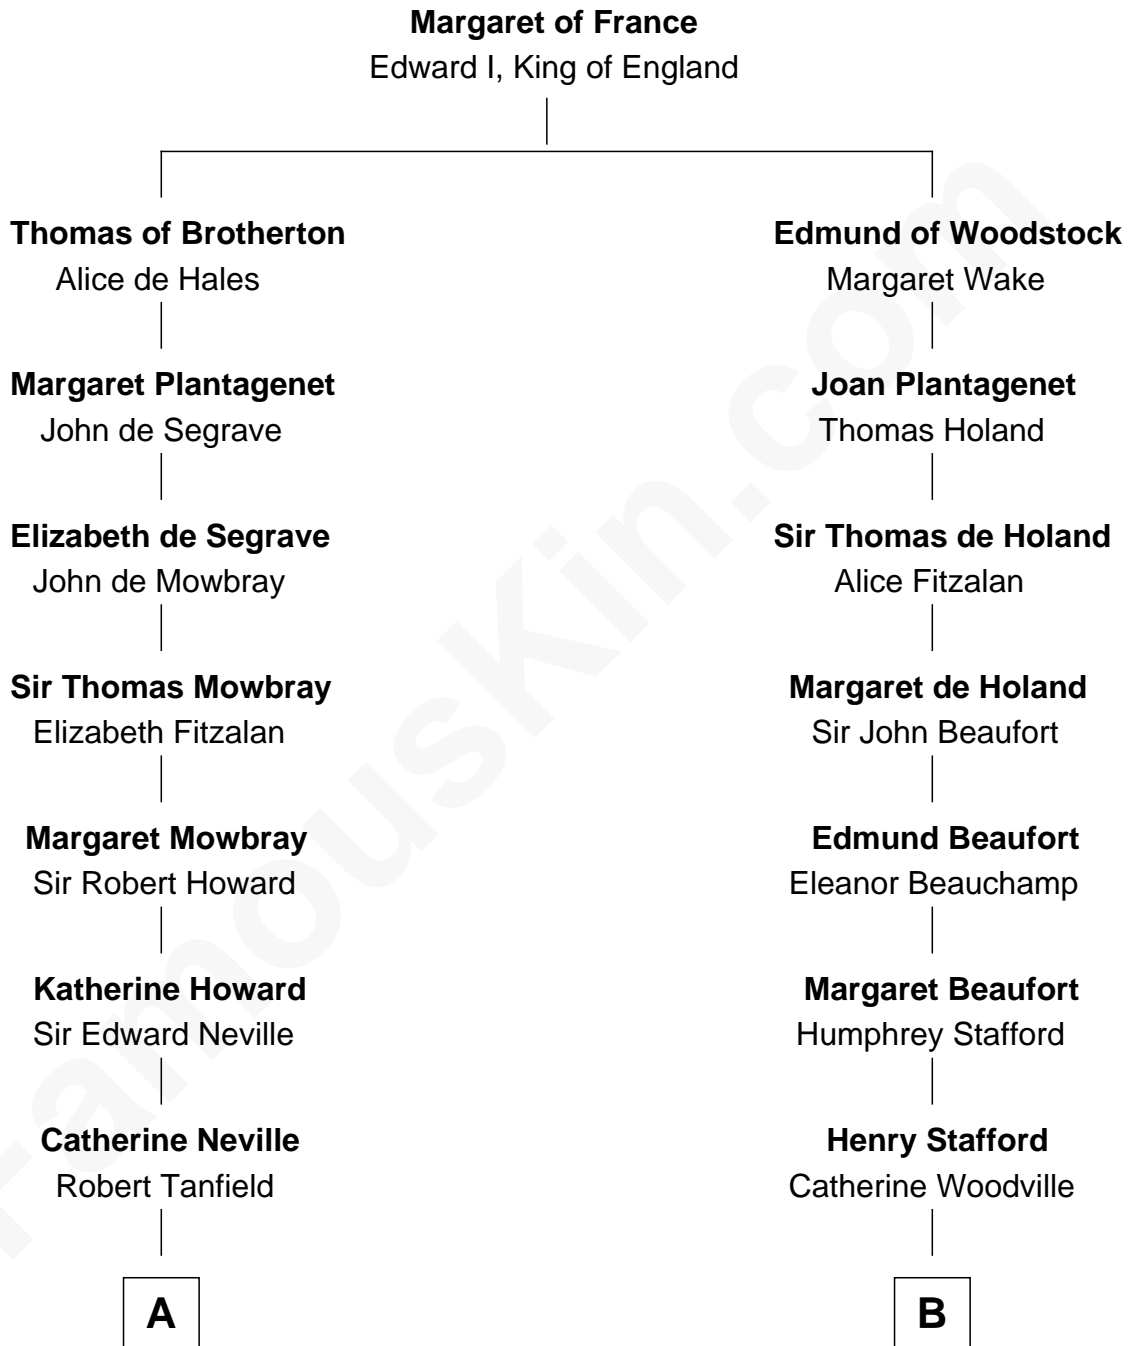 Margaret of France
Edward I, King of England
Thomas of Brotherton
Alice de Hales
Edmund of Woodstock
Margaret Wake
Margaret Plantagenet
John de Segrave
Joan Plantagenet
Thomas Holand
Elizabeth de Segrave
John de Mowbray
Sir Thomas de Holand
Alice Fitzalan
Sir Thomas Mowbray
Elizabeth Fitzalan
Margaret de Holand
Sir John Beaufort
Margaret Mowbray
Sir Robert Howard
Edmund Beaufort
Eleanor Beauchamp
Katherine Howard
Sir Edward Neville
Margaret Beaufort
Humphrey Stafford
Catherine Neville
Robert Tanfield
Henry Stafford
Catherine Woodville
A
B
FamousKin.com